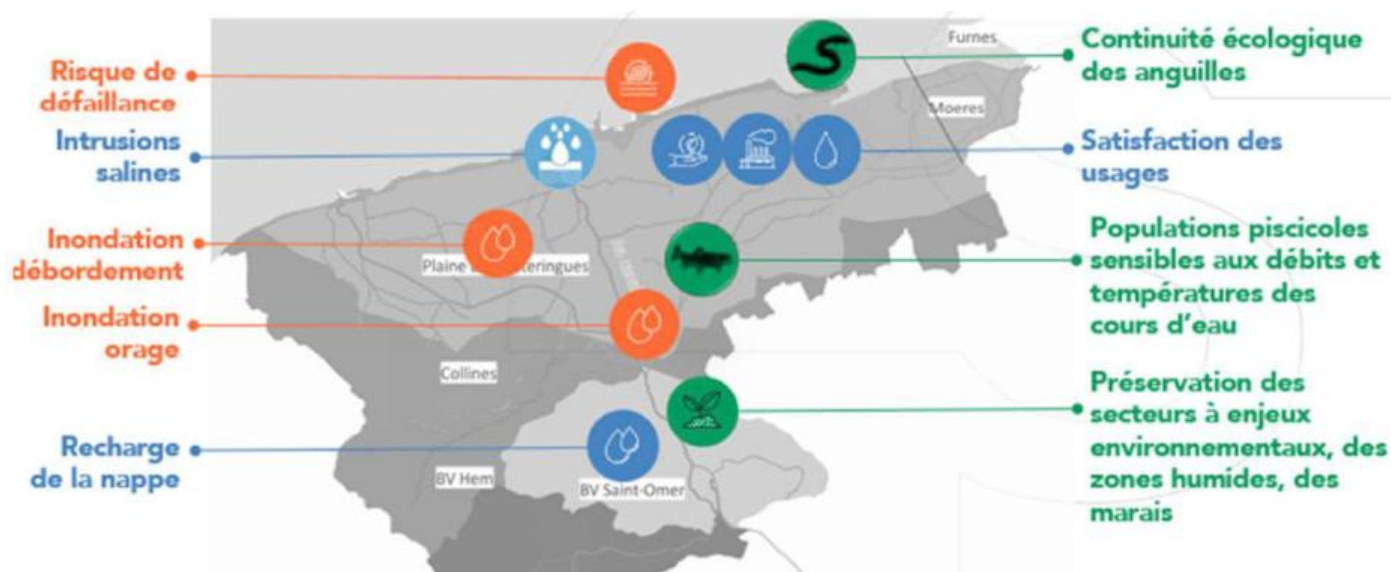 Risque de
défaillance
Intrusions
salines
Inondation
débordement
Inondation
orage
Recharge
de la nappe
Furnes
Moeres
Plaine
Collines
BV Hem
BV Saint-Omer
Continuité écologique
des anguilles
Satisfaction des
usages
Populations piscicoles
sensibles aux débits et
températures des
cours d'eau
Préservation des
secteurs à enjeux
environnementaux, des
zones humides, des
marais